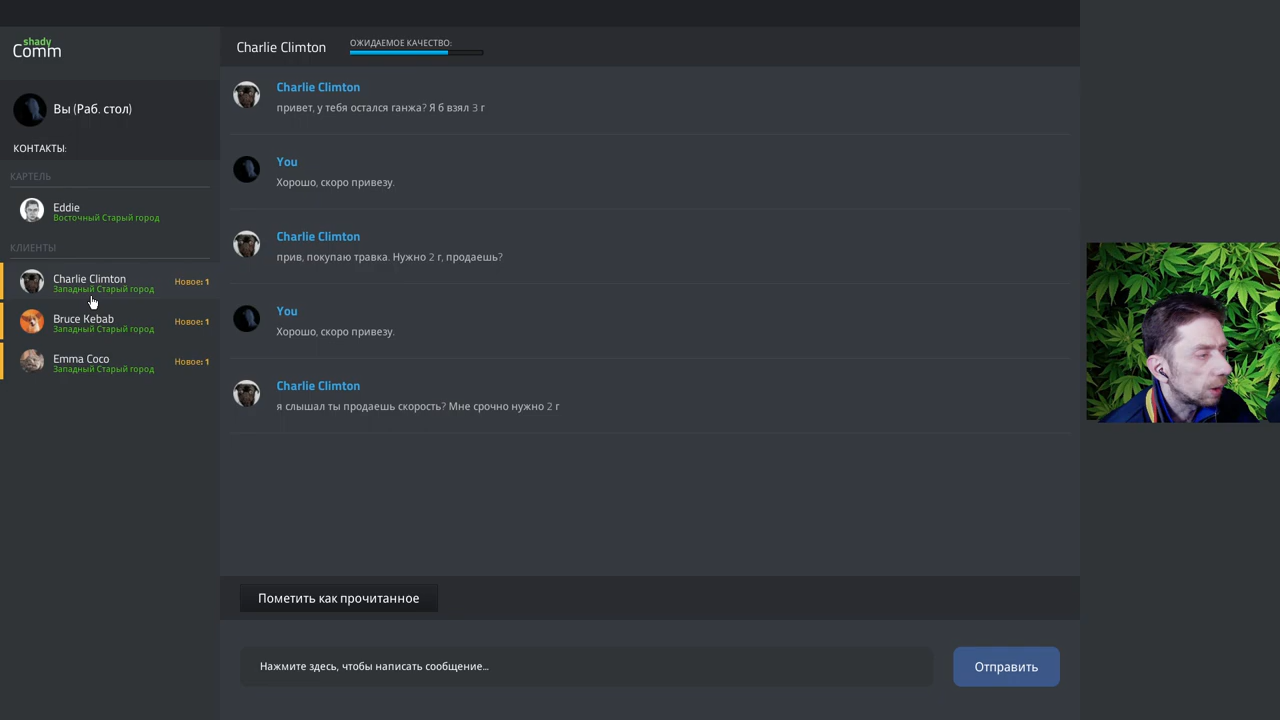 shady
Comm
Вы (Раб. стол)
КОНТАКТЫ:
КАРТЕЛЬ
Eddie
Восточный Старый город
КЛИЕНТЫ
Charlie Climton
Западный Старый город
Новое: 1
Bruce Kebab
Западный Старый город
Новое: 1
Emma Coco
Западный Старый город
Новое: 1
Charlie Climton
ОЖИДАЕМОЕ КАЧЕСТВО:
Charlie Climton
привет, у тебя остался ганжа? Я б взял 3 г
You
Хорошо, скоро привезу.
Charlie Climton
прив, покупаю травка. Нужно 2 г, продаешь?
You
Хорошо, скоро привезу.
Charlie Climton
я слышал ты продаешь скорость? Мне срочно нужно 2 г
Пометить как прочитанное
Нажмите здесь, чтобы написать сообщение...
Отправить